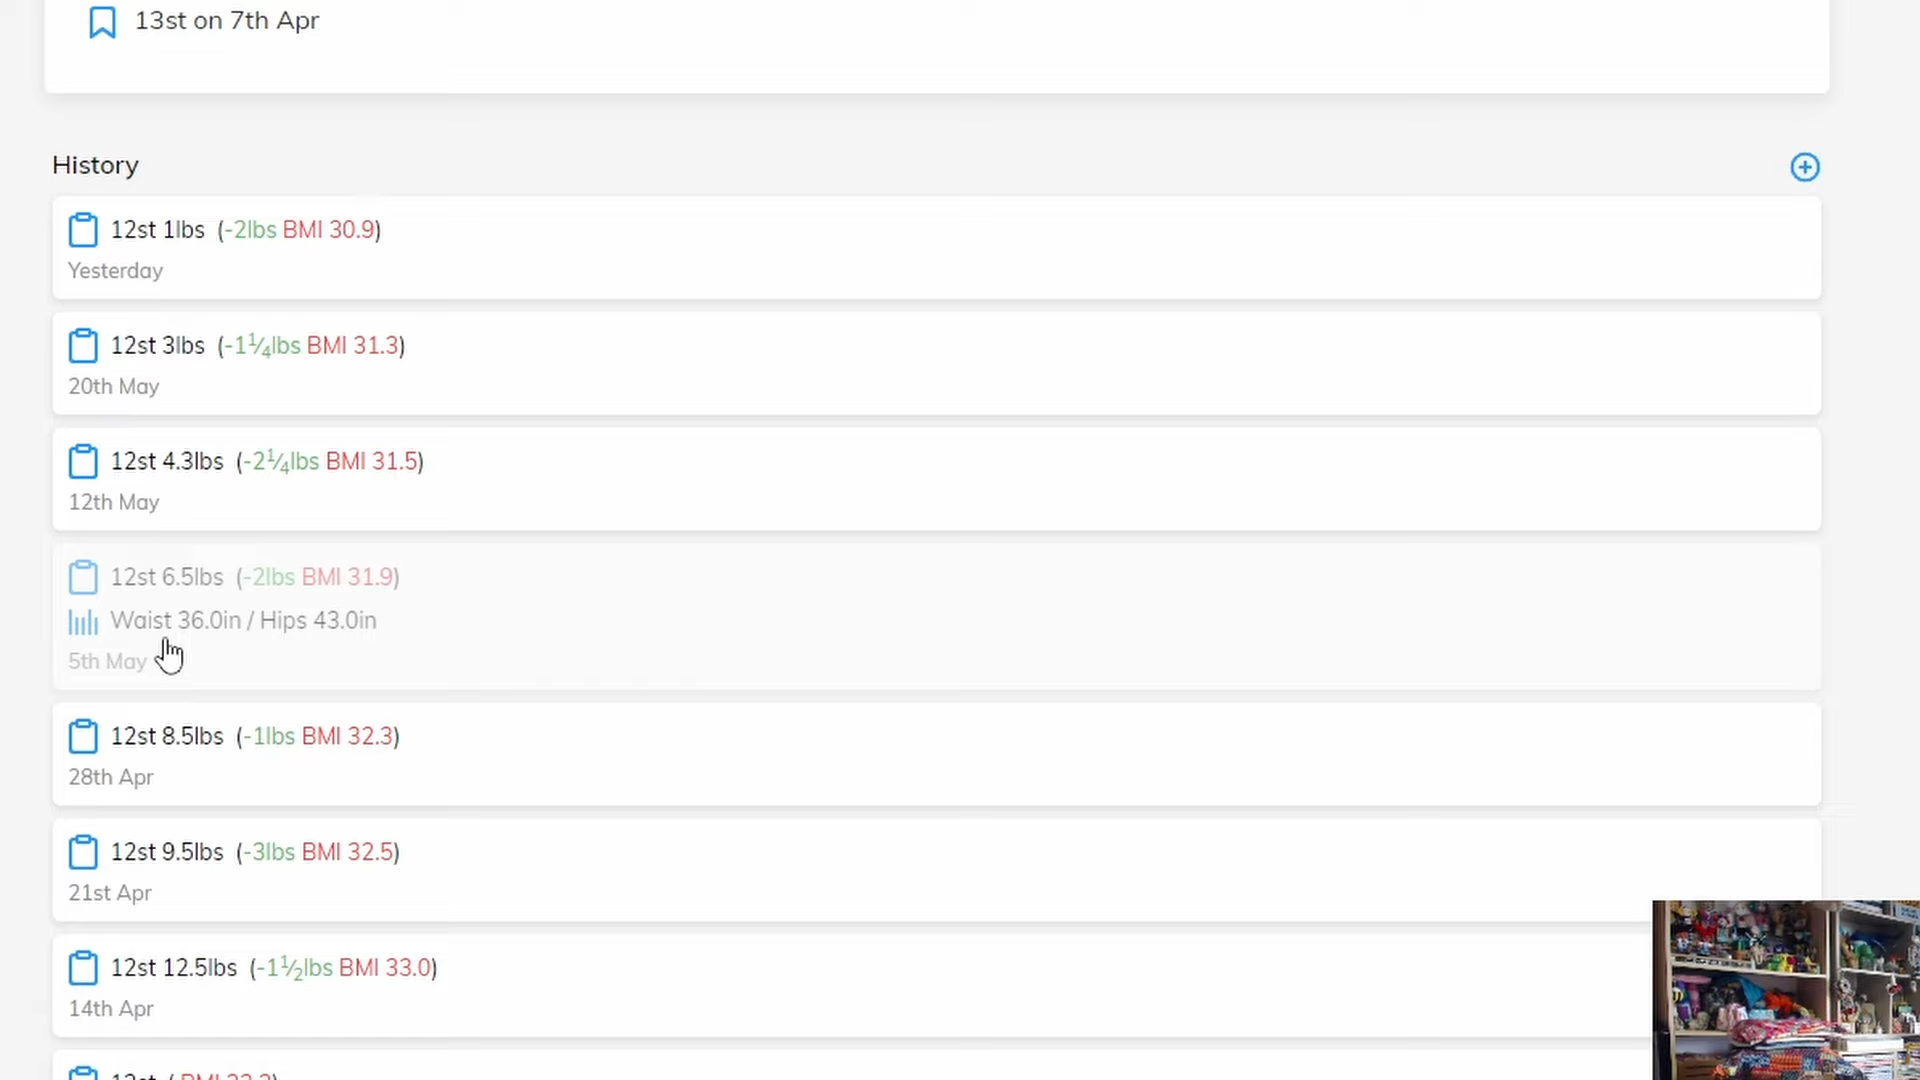 13st on 7th Apr
History
12st 1lbs (-2lbs BMI 30.9)
Yesterday
12st 3lbs (-1¼lbs BMI 31.3)
20th May
12st 4.3lbs (-2¼lbs BMI 31.5)
12th May
12st 6.5lbs (-2lbs BMI 31.9)
Waist 36.0in / Hips 43.0in
5th May
12st 8.5lbs (-1lbs BMI 32.3)
28th Apr
12st 9.5lbs (-3lbs BMI 32.5)
21st Apr
12st 12.5lbs (-1½lbs BMI 33.0)
14th Apr